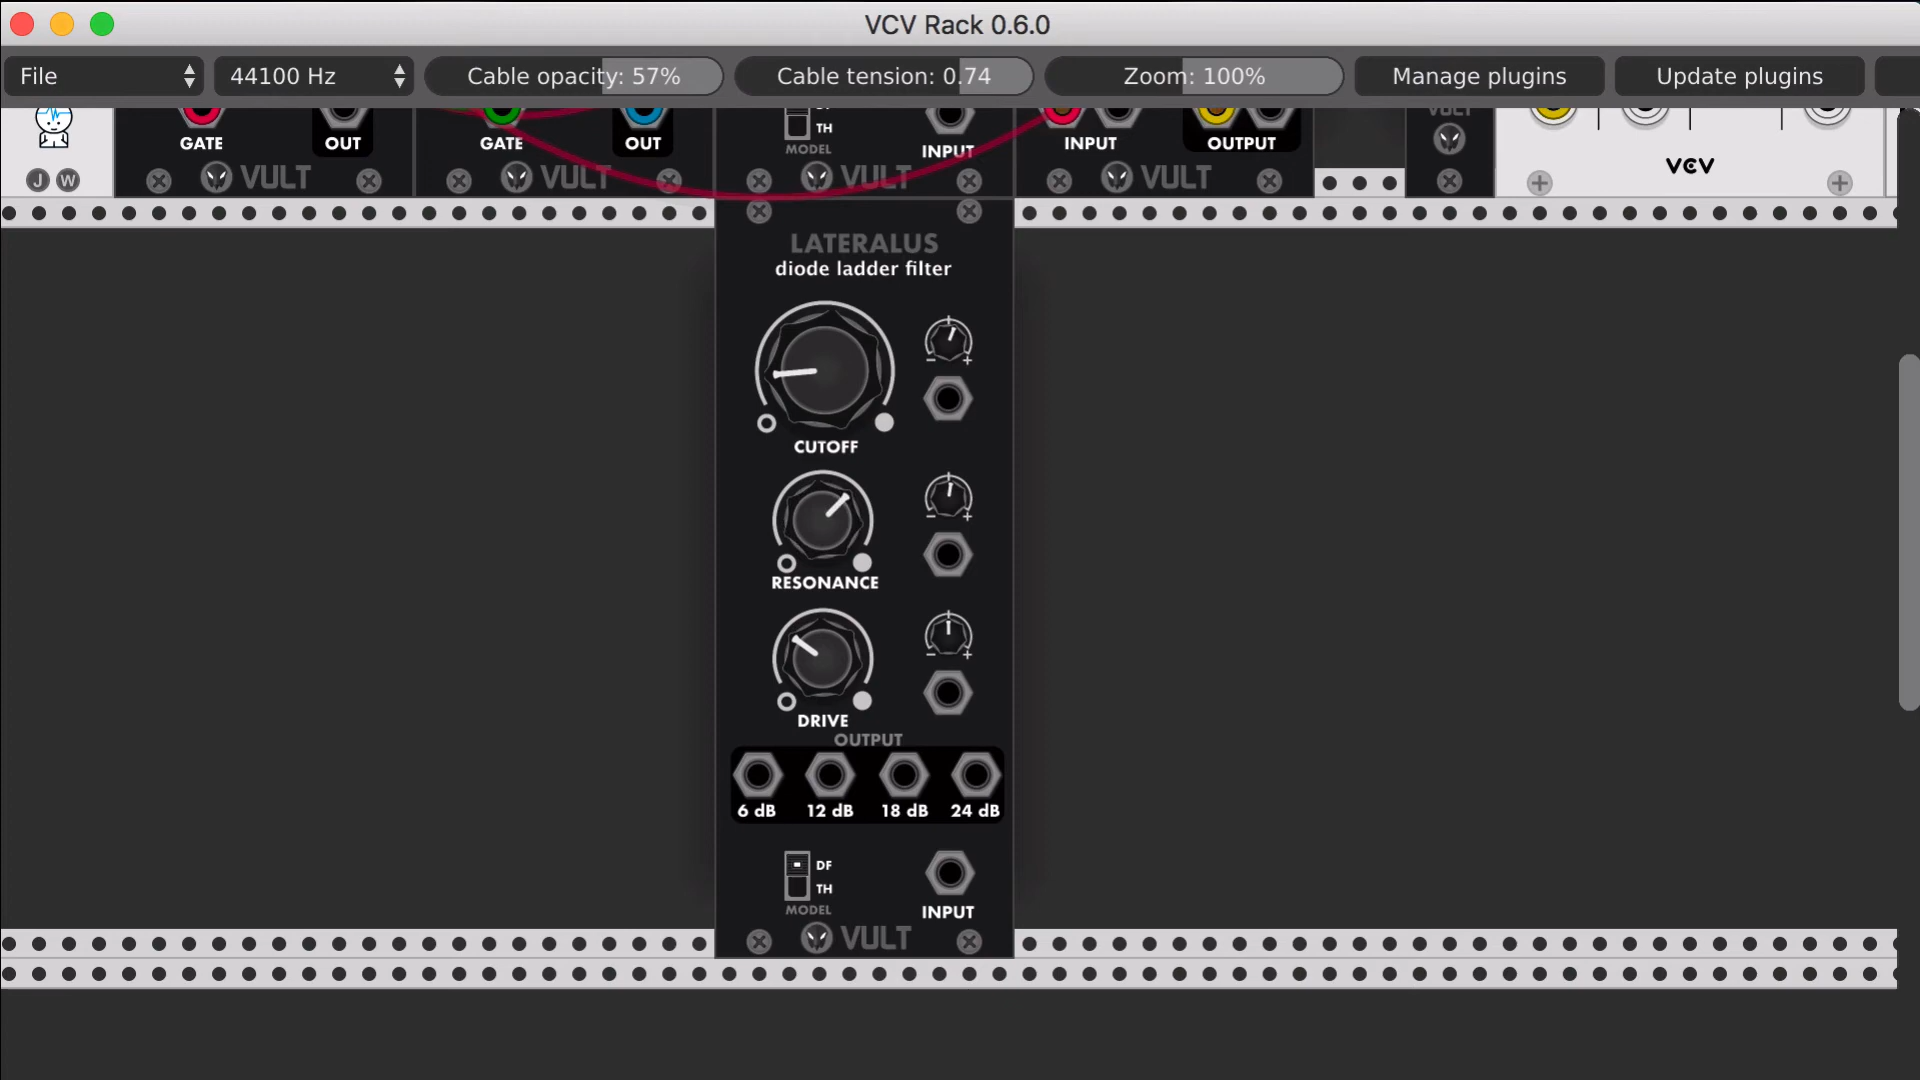 VCV Rack 0.6.0
File
44100 Hz
Cable opacity: 57%
Cable tension: 0.74
Zoom: 100%
Manage plugins
Update plugins
GATE
OUT
GATE
OUT
TH
MODEL
INPUT
INPUT
OUTPUT
VULT
J W
VULT
VULT
VULT
VULT
VCV
LATERALUS
diode ladder filter
CUTOFF
- +
RESONANCE
- +
DRIVE
- +
OUTPUT
6 dB 12 dB 18 dB 24 dB
DF
TH
MODEL
INPUT
VULT